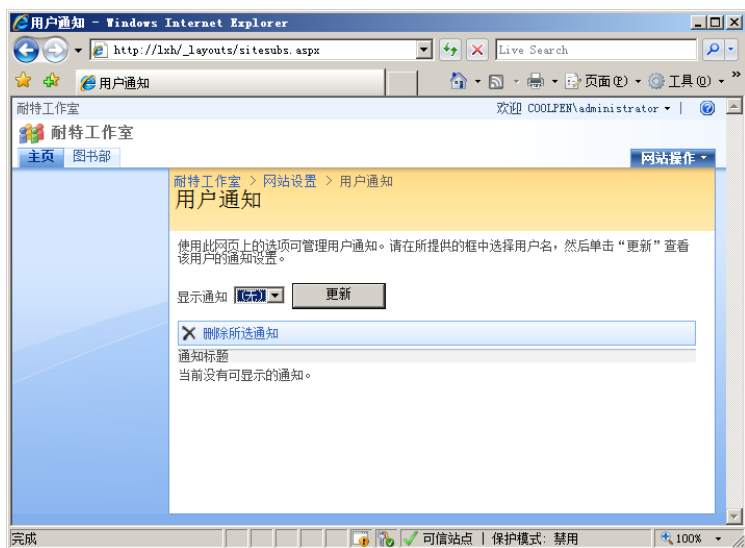 用户通知 - Windows Internet Explorer
http://lxh/_layouts/sitesubs.aspx
Live Search
用户通知
页面(P)
工具(O)
»
耐特工作室
欢迎 COOLPEN\administrator
耐特工作室
主页
图书部
网站操作
耐特工作室 > 网站设置 > 用户通知
用户通知
使用此网页上的选项可管理用户通知。请在所提供的框中选择用户名，然后单击“更新”查看
该用户的通知设置。
显示通知 (无) 更新
删除所选通知
通知标题
当前没有可显示的通知。
完成
可信站点 | 保护模式: 禁用
100%